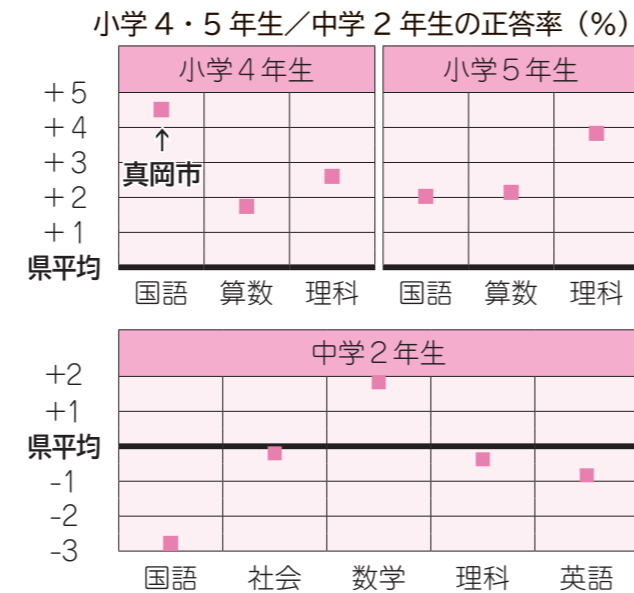 小学4・5年生／中学2年生の正答率（%）
小学4年生 小学5年生
+5
+4
+3
+2
+1
県平均
↑
真岡市
国語 算数 理科 国語 算数 理科
中学2年生
+2
+1
県平均
-1
-2
-3
国語 社会 数学 理科 英語